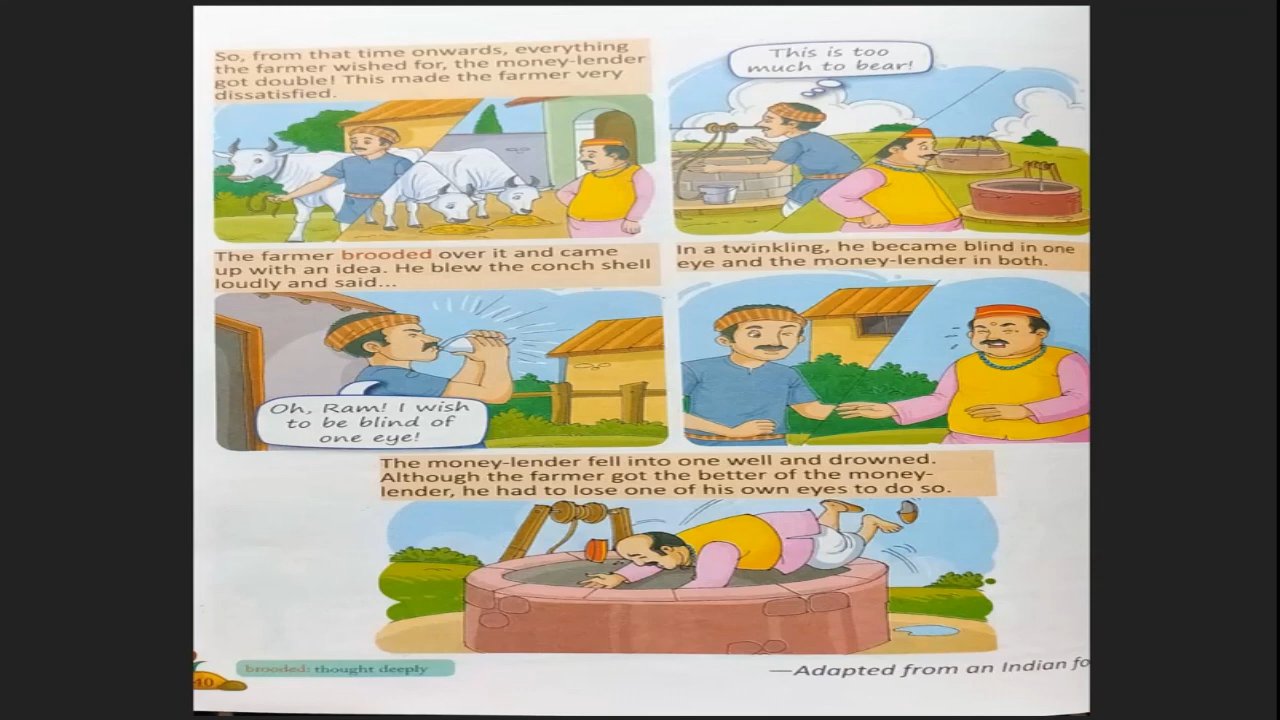 So, from that time onwards, everything
the farmer wished for, the money-lender
got double! This made the farmer very
dissatisfied.
This is too
much to bear!
The farmer brooded over it and came
up with an idea. He blew the conch shell
loudly and said...
Oh, Ram! I wish
to be blind of
one eye!
In a twinkling, he became blind in one
eye and the money-lender in both.
The money-lender fell into one well and drowned.
Although the farmer got the better of the money-
lender, he had to lose one of his own eyes to do so.
brooded: thought deeply
—Adapted from an Indian fo
40